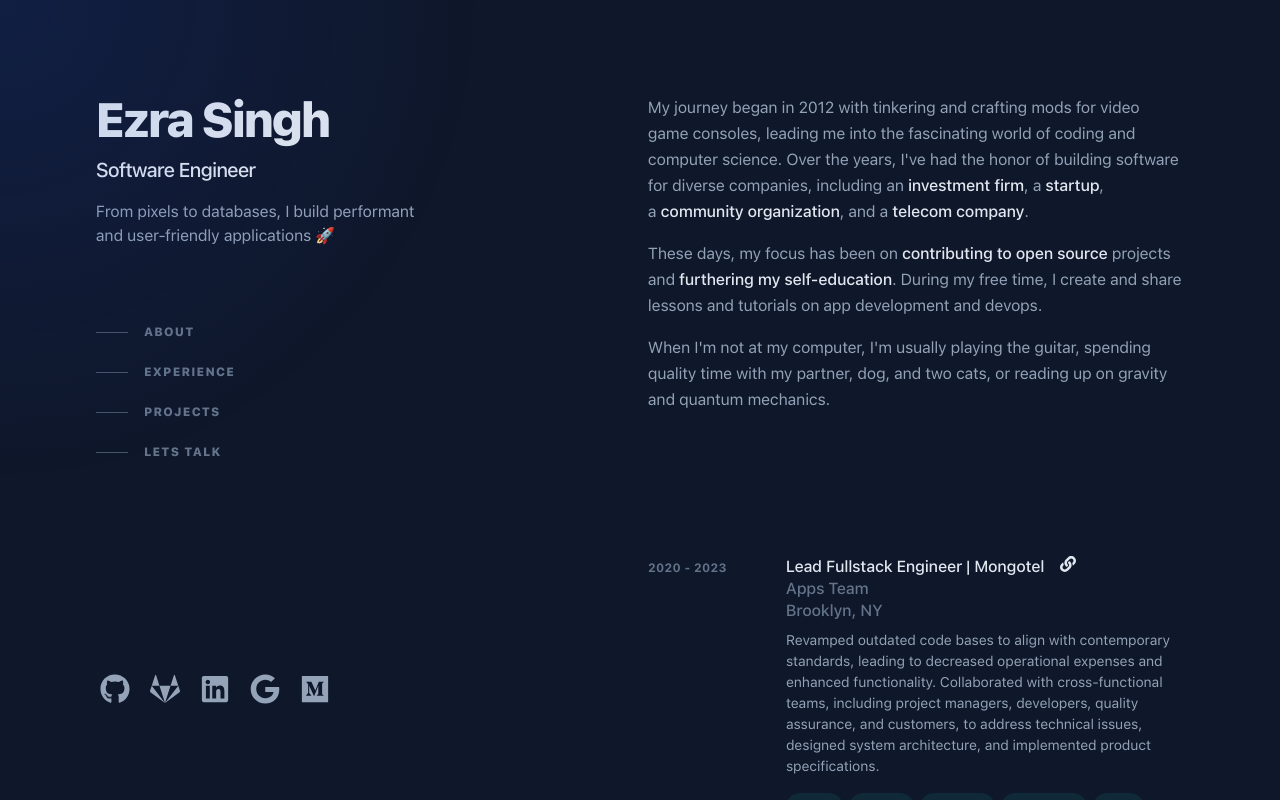 Ezra Singh
Software Engineer
From pixels to databases, I build performant
and user-friendly applications 🚀
ABOUT
EXPERIENCE
PROJECTS
LETS TALK
My journey began in 2012 with tinkering and crafting mods for video
game consoles, leading me into the fascinating world of coding and
computer science. Over the years, I've had the honor of building software
for diverse companies, including an investment firm, a startup,
a community organization, and a telecom company.
These days, my focus has been on contributing to open source projects
and furthering my self-education. During my free time, I create and share
lessons and tutorials on app development and devops.
When I'm not at my computer, I'm usually playing the guitar, spending
quality time with my partner, dog, and two cats, or reading up on gravity
and quantum mechanics.
2020 - 2023
Lead Fullstack Engineer | Mongotel
Apps Team
Brooklyn, NY
Revamped outdated code bases to align with contemporary
standards, leading to decreased operational expenses and
enhanced functionality. Collaborated with cross-functional
teams, including project managers, developers, quality
assurance, and customers, to address technical issues,
designed system architecture, and implemented product
specifications.